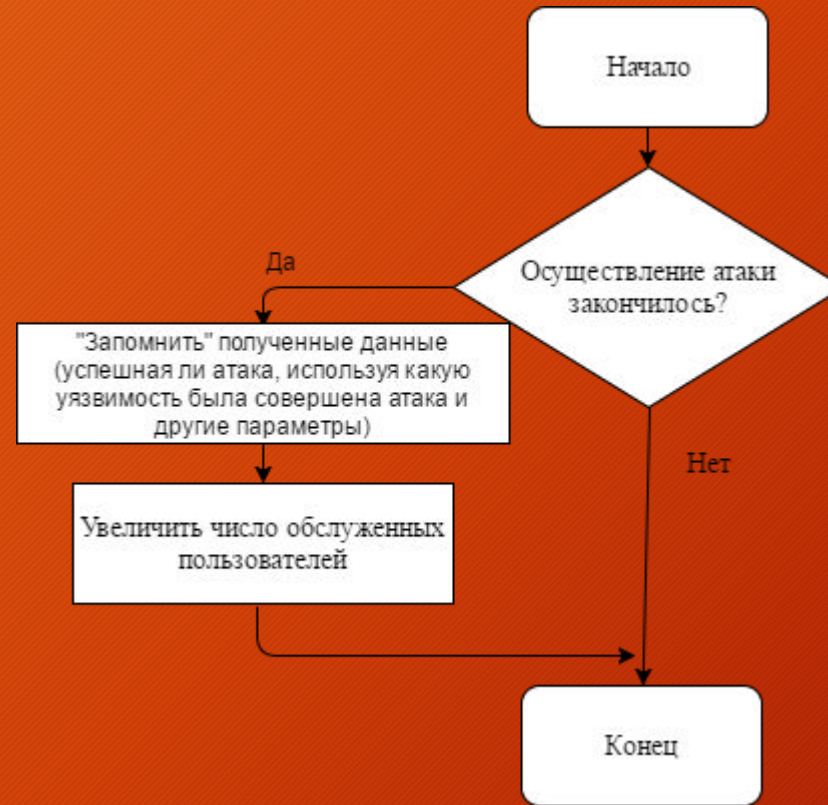 Начало
Осуществление атаки
закончилось?
Да
"Запомнить" полученные данные
(успешная ли атака, используя какую
уязвимость была совершена атака и
другие параметры)
Нет
Увеличить число обслуженных
пользователей
Конец